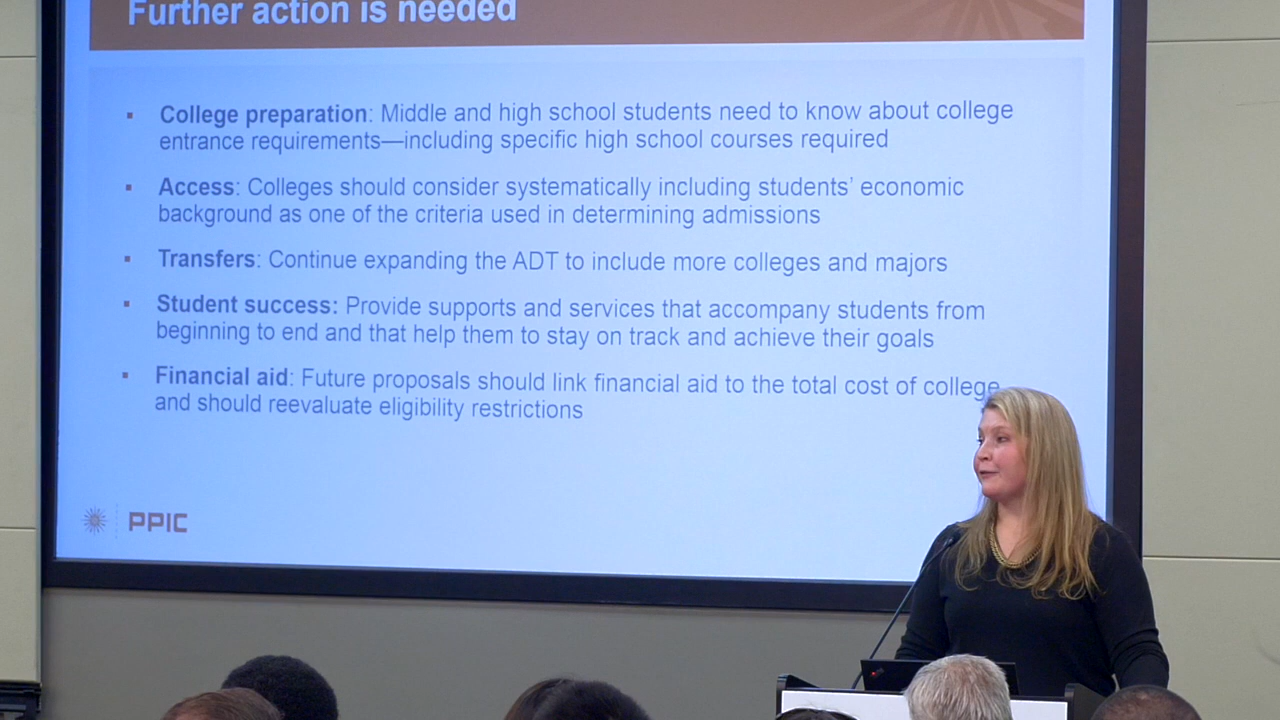 Further action is needed
College preparation: Middle and high school students need to know about college
entrance requirements—including specific high school courses required
Access: Colleges should consider systematically including students’ economic
background as one of the criteria used in determining admissions
Transfers: Continue expanding the ADT to include more colleges and majors
Student success: Provide supports and services that accompany students from
beginning to end and that help them to stay on track and achieve their goals
Financial aid: Future proposals should link financial aid to the total cost of college
and should reevaluate eligibility restrictions
PPIC